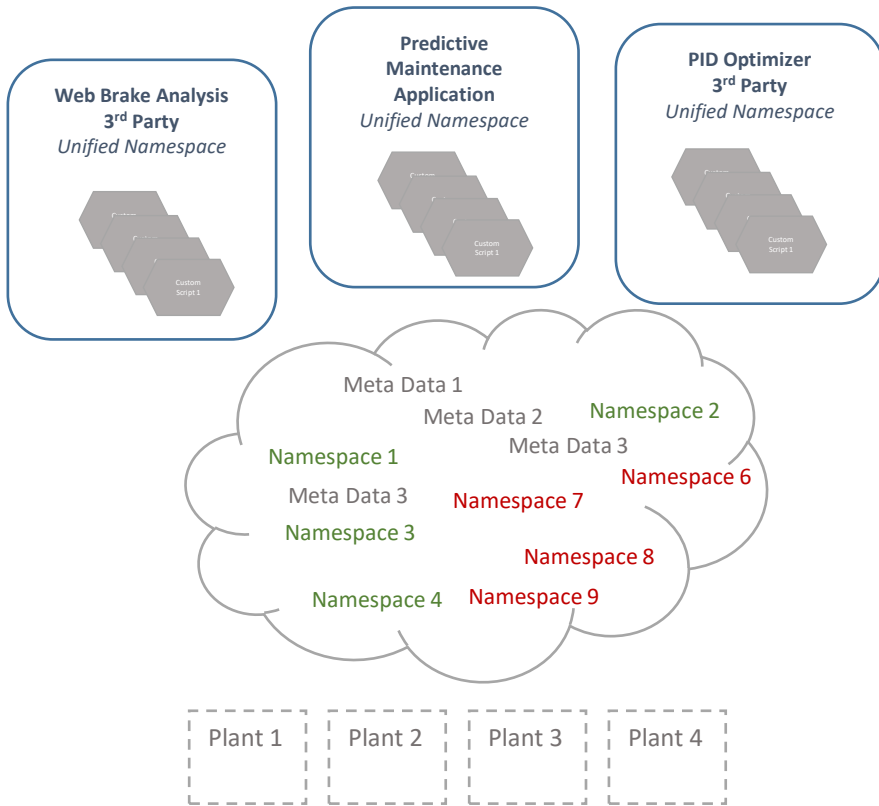 Web Brake Analysis
3rd Party
Unified Namespace
Custom
Script 1
Predictive
Maintenance
Application
Unified Namespace
Custom
Custom
Script 1
PID Optimizer
3rd Party
Unified Namespace
Custom
Script 1
Meta Data 1
Meta Data 2
Namespace 2
Meta Data 3
Namespace 1
Namespace 6
Meta Data 3
Namespace 7
Namespace 3
Namespace 8
Namespace 4
Namespace 9
Plant 1
Plant 2
Plant 3
Plant 4